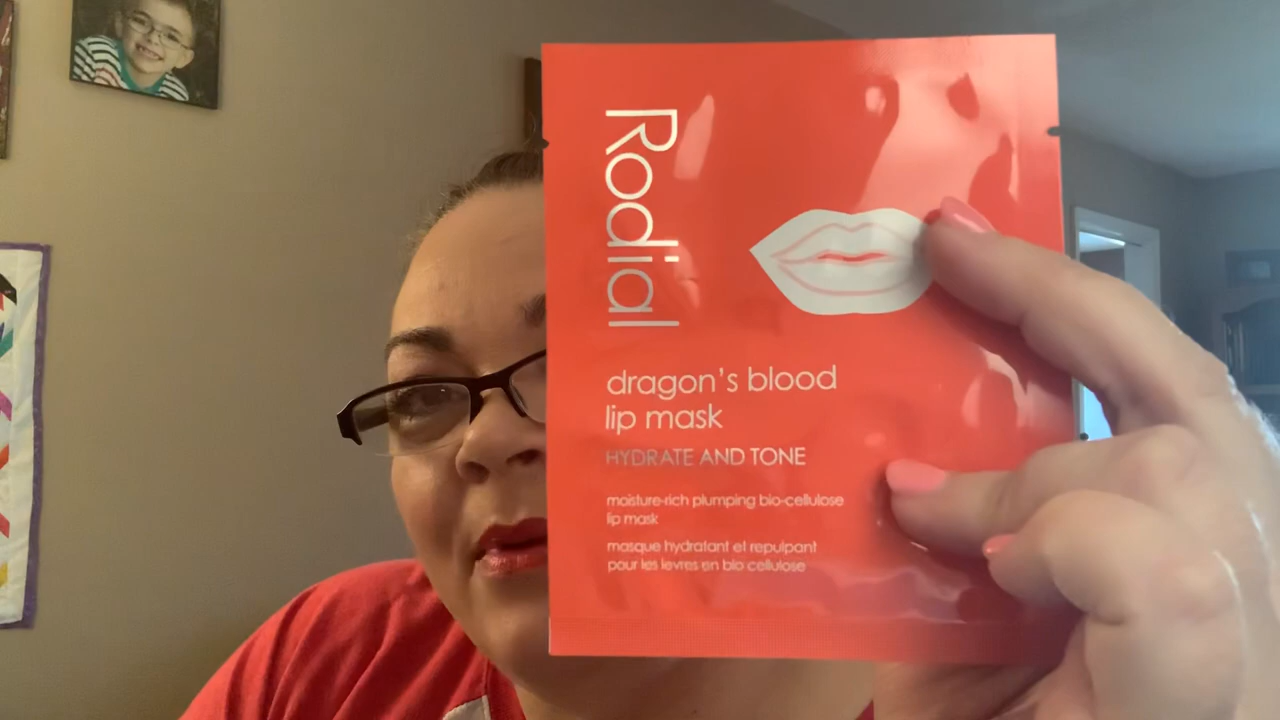 Rodial
dragon's blood
lip mask
HYDRATE AND TONE
moisture-rich plumping bio-cellulose
lip mask
masque hydratant et repulpant
pour les levres en bio cellulose